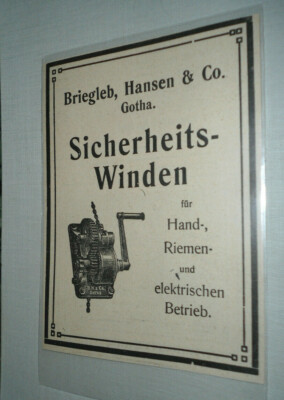 Briegleb, Hansen & Co.
Gotha.
Sicherheits-
Winden
für
Hand-,
Riemen-
und
elektrischen
Betrieb.